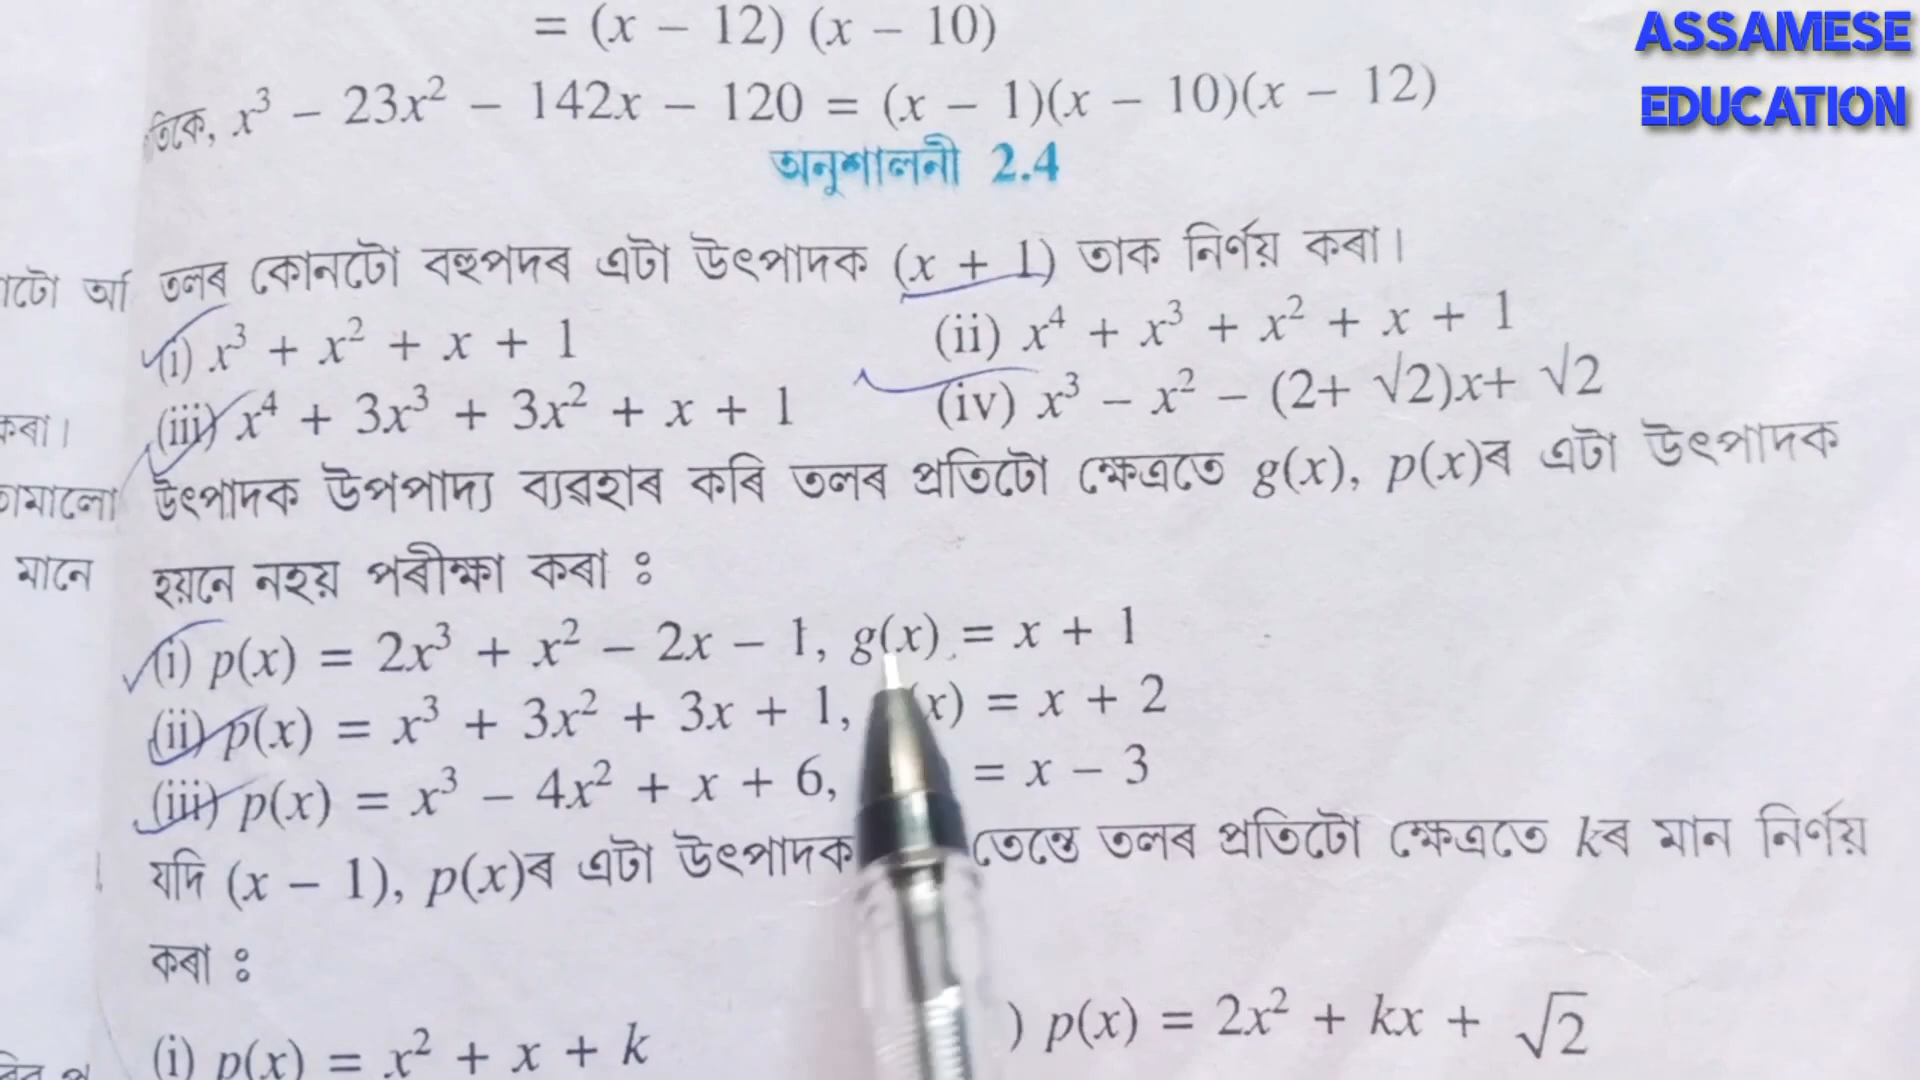 = (x − 12) (x − 10)
ASSAMESE
EDUCATION
x³ − 23x² − 142x − 120 = (x − 1)(x − 10)(x − 12)
অনুশীলনী 2.4
তলৰ কোনটো বহুপদৰ এটা উৎপাদক (x + 1) তাক নিৰ্ণয় কৰা।
(i) x³ + x² + x + 1 (ii) x⁴ + x³ + x² + x + 1
(iii) x⁴ + 3x³ + 3x² + x + 1 (iv) x³ − x² − (2+ √2)x+ √2
কৰা।
উৎপাদক উপপাদ্য ব্যৱহাৰ কৰি তলৰ প্ৰতিটো ক্ষেত্ৰতে g(x), p(x)ৰ এটা উৎপাদক
মানে হয়নে নহয় পৰীক্ষা কৰা ঃ
(i) p(x) = 2x³ + x² − 2x − 1, g(x) = x + 1
(ii) p(x) = x³ + 3x² + 3x + 1, (x) = x + 2
(iii) p(x) = x³ − 4x² + x + 6, = x − 3
যদি (x − 1), p(x)ৰ এটা উৎপাদক তেন্তে তলৰ প্ৰতিটো ক্ষেত্ৰতে kৰ মান নিৰ্ণয়
কৰা ঃ
(i) p(x) = x² + x + k ) p(x) = 2x² + kx + √2